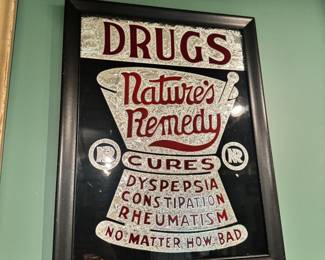 DRUGS
Nature's
Remedy
NR NR
CURES
DYSPEPSIA
CONSTIPATION
RHEUMATISM
NO MATTER HOW BAD